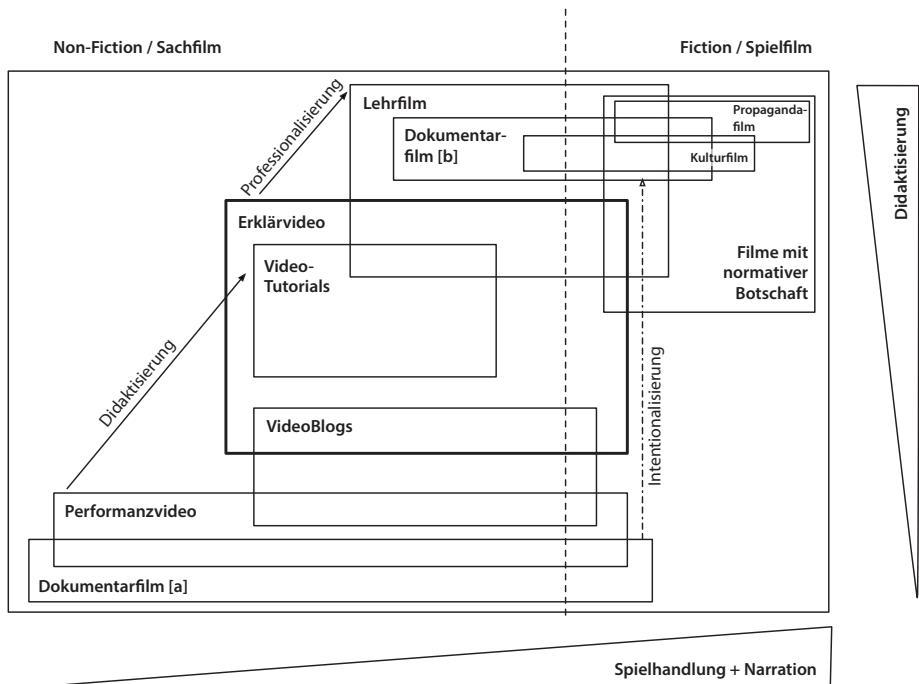 Non-Fiction / Sachfilm
Fiction / Spielfilm
Professionalisierung
Lehrfilm
Propaganda-
film
Dokumentar-
film [b]
Kulturfilm
Didaktisierung
Erklärvideo
Video-
Tutorials
Filme mit
normativer
Botschaft
Didaktisierung
Intentionalisierung
VideoBlogs
Performanzvideo
Dokumentarfilm [a]
Spielhandlung + Narration